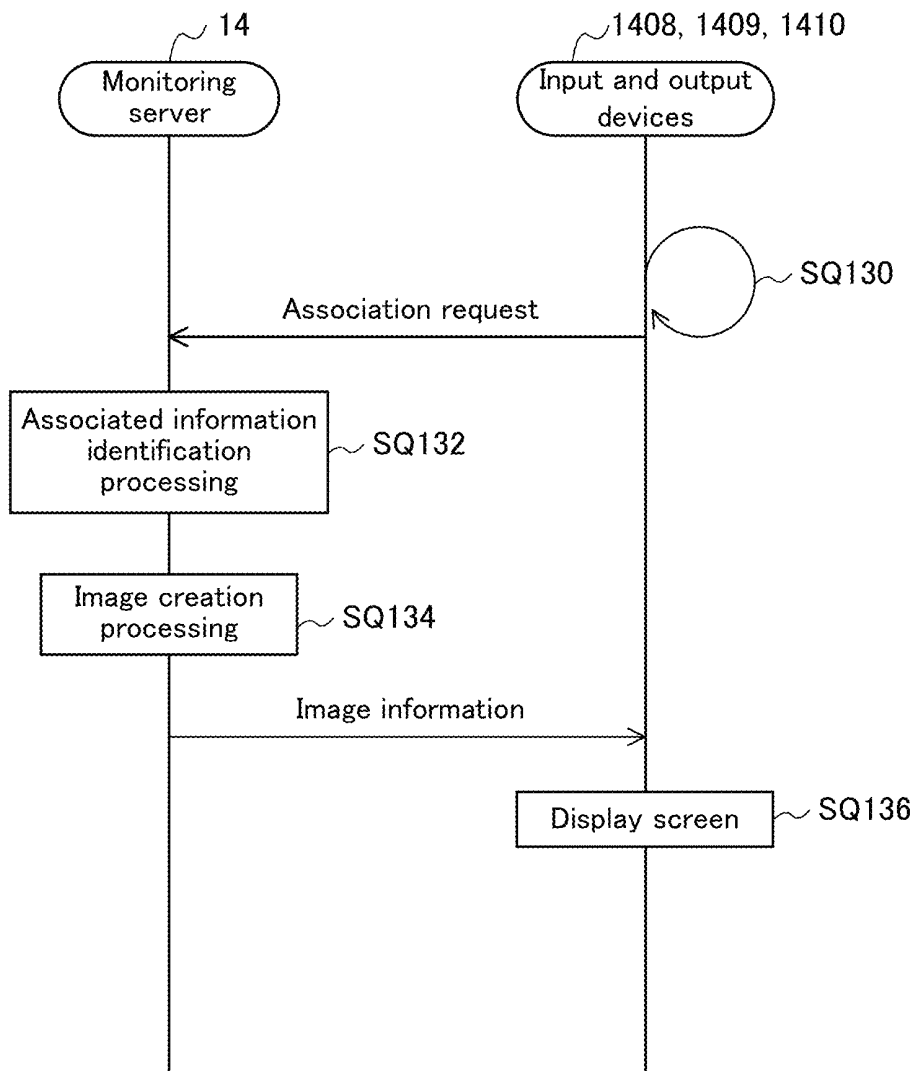 14
1408, 1409, 1410
Monitoring
server
Input and output
devices
SQ130
Association request
Associated information
identification
processing
SQ132
Image creation
processing
SQ134
Image information
Display screen
SQ136